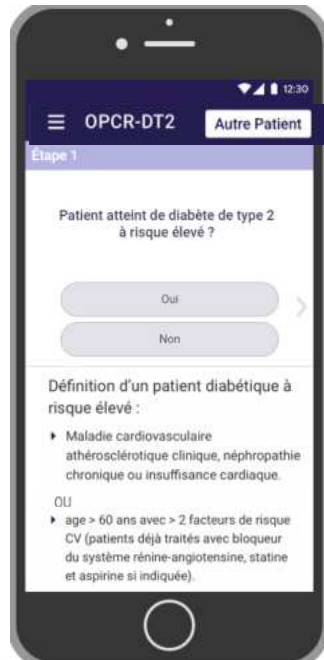 12:30
OPCR-DT2
Autre Patient
Étape 1
Patient atteint de diabète de type 2
à risque élevé ?
Oui
Non
Définition d'un patient diabétique à
risque élevé :
Maladie cardiovasculaire
athérosclérotique clinique, néphropathie
chronique ou insuffisance cardiaque.
OU
age > 60 ans avec > 2 facteurs de risque
CV (patients déjà traités avec bloqueur
du système rénine-angiotensine, statine
et aspirine si indiquée).